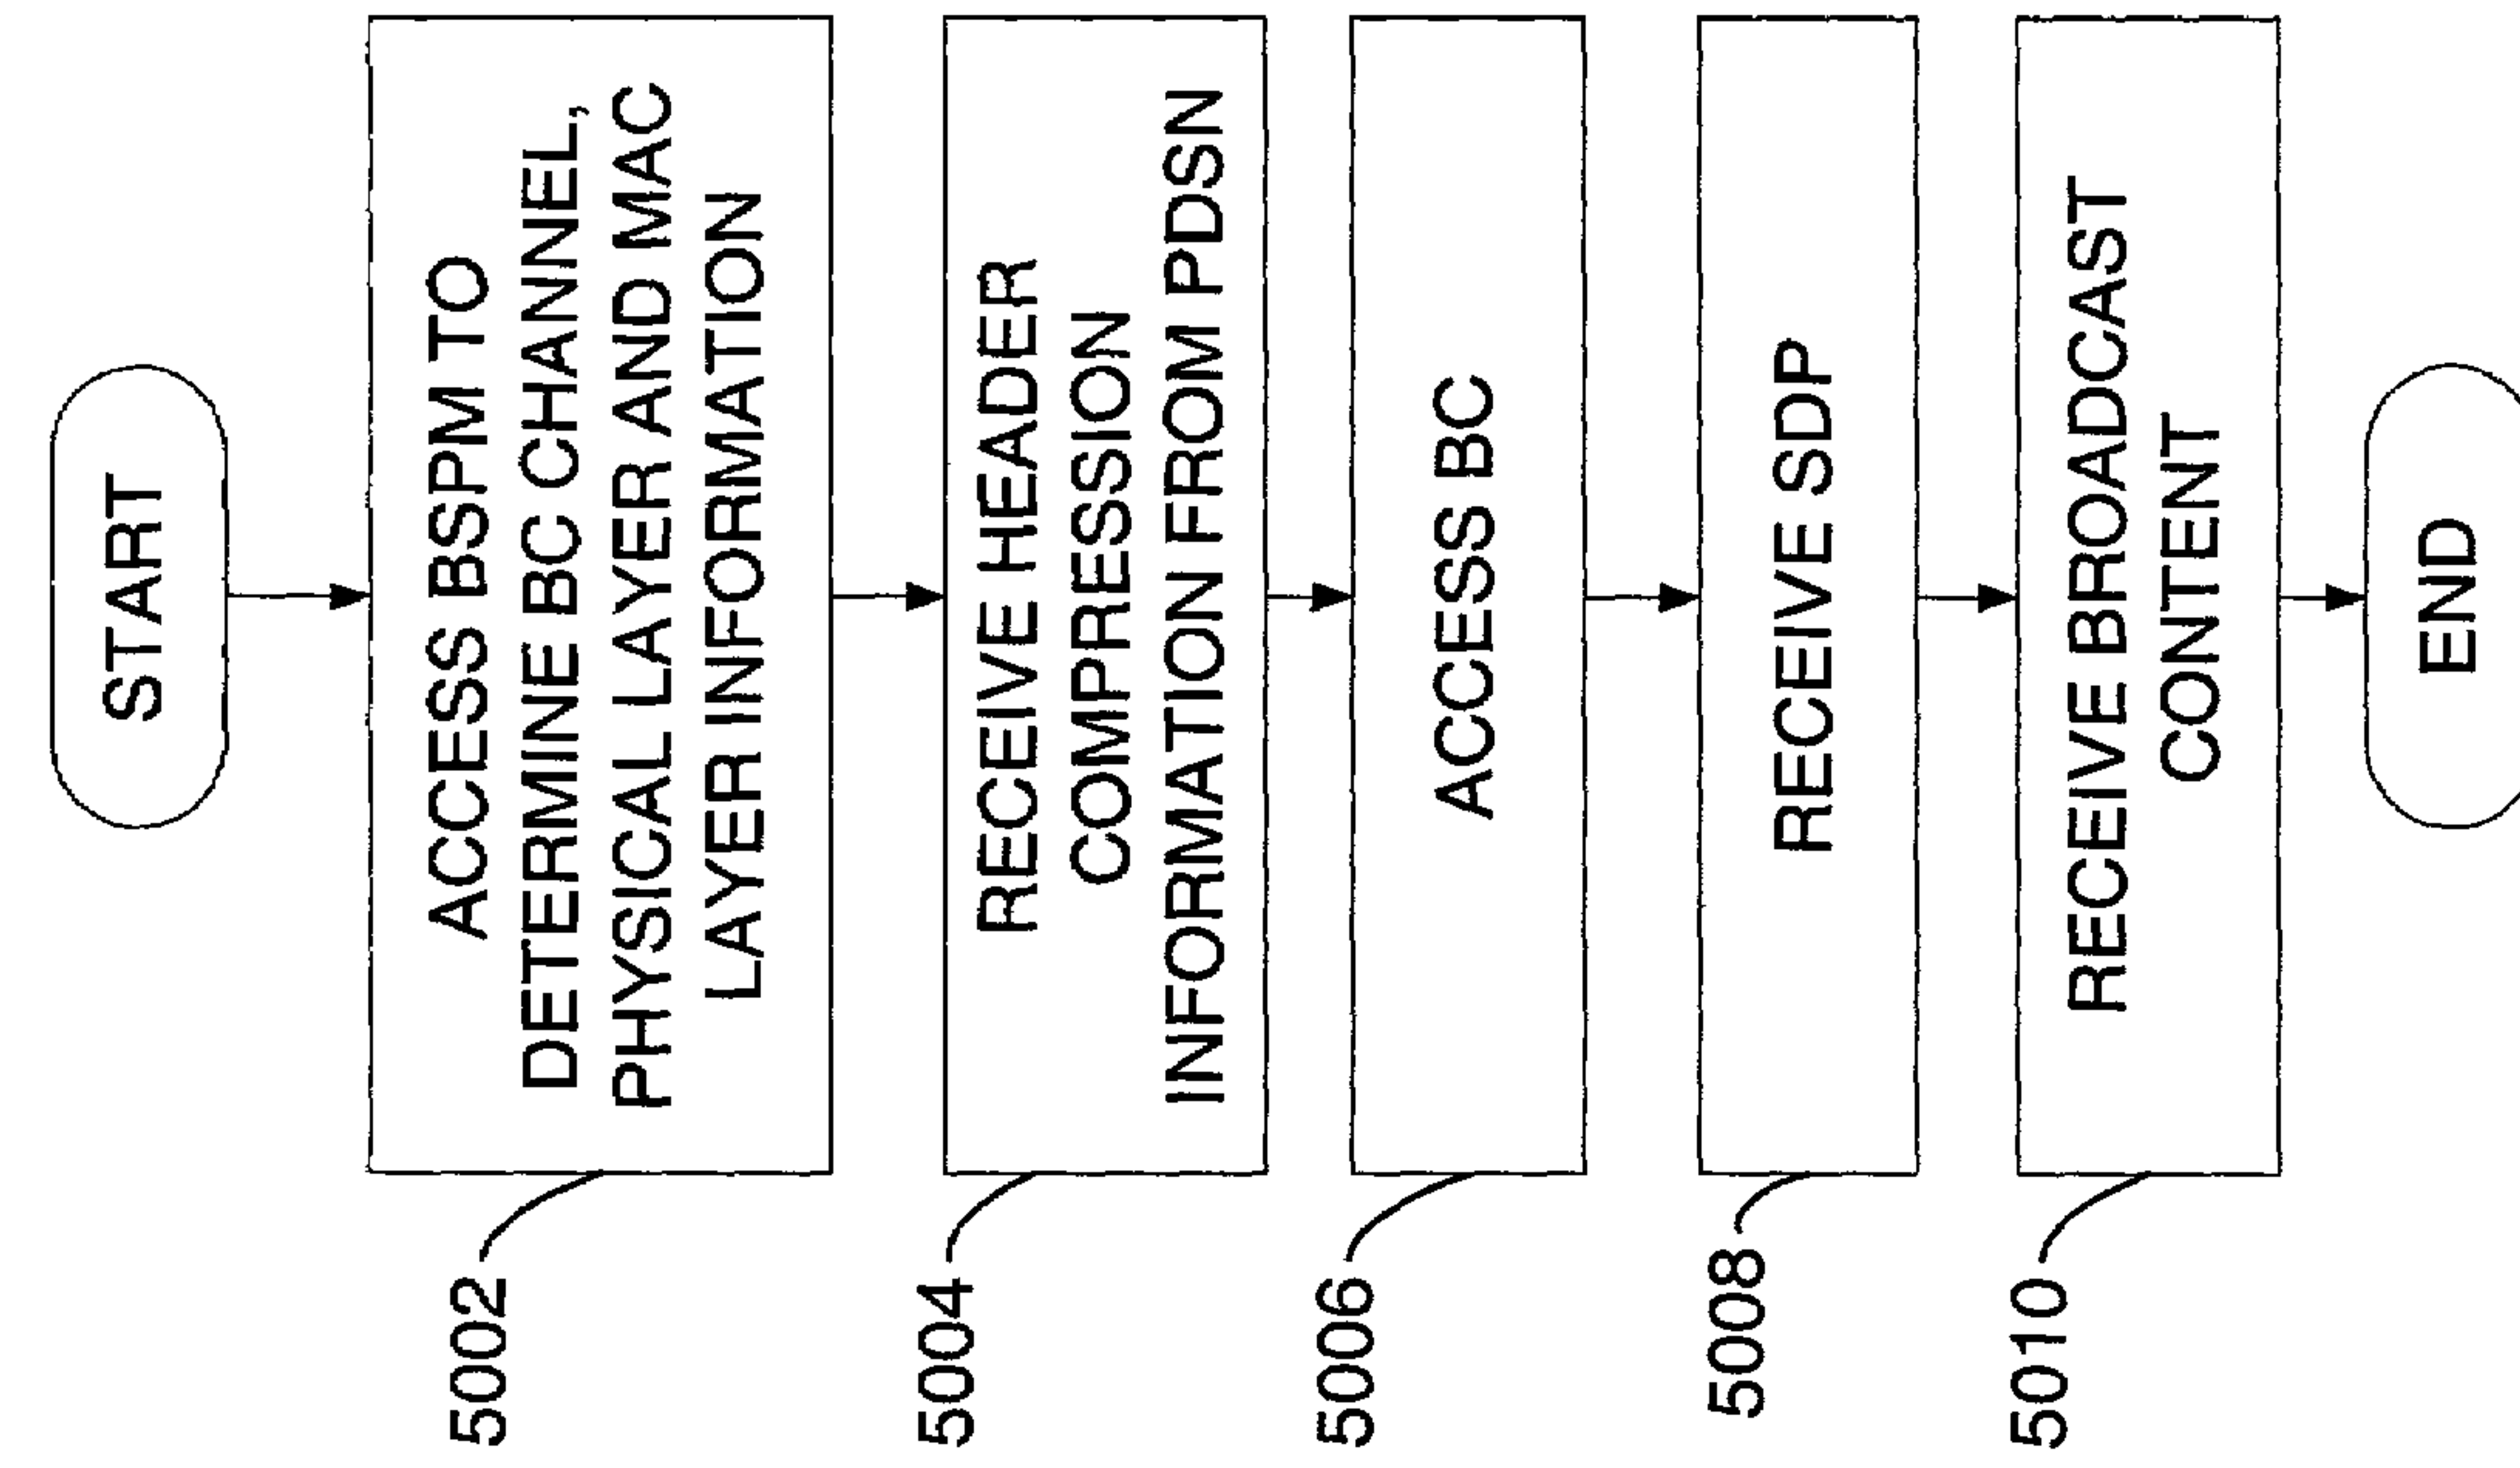 START
5002
ACCESS BSPM TO
DETERMINE BC CHANNEL,
PHYSICAL LAYER AND MAC
LAYER INFORMATION
5004
RECEIVE HEADER
COMPRESSION
INFORMATION FROM PDSN
5006
ACCESS BC
5008
RECEIVE SDP
5010
RECEIVE BROADCAST
CONTENT
END